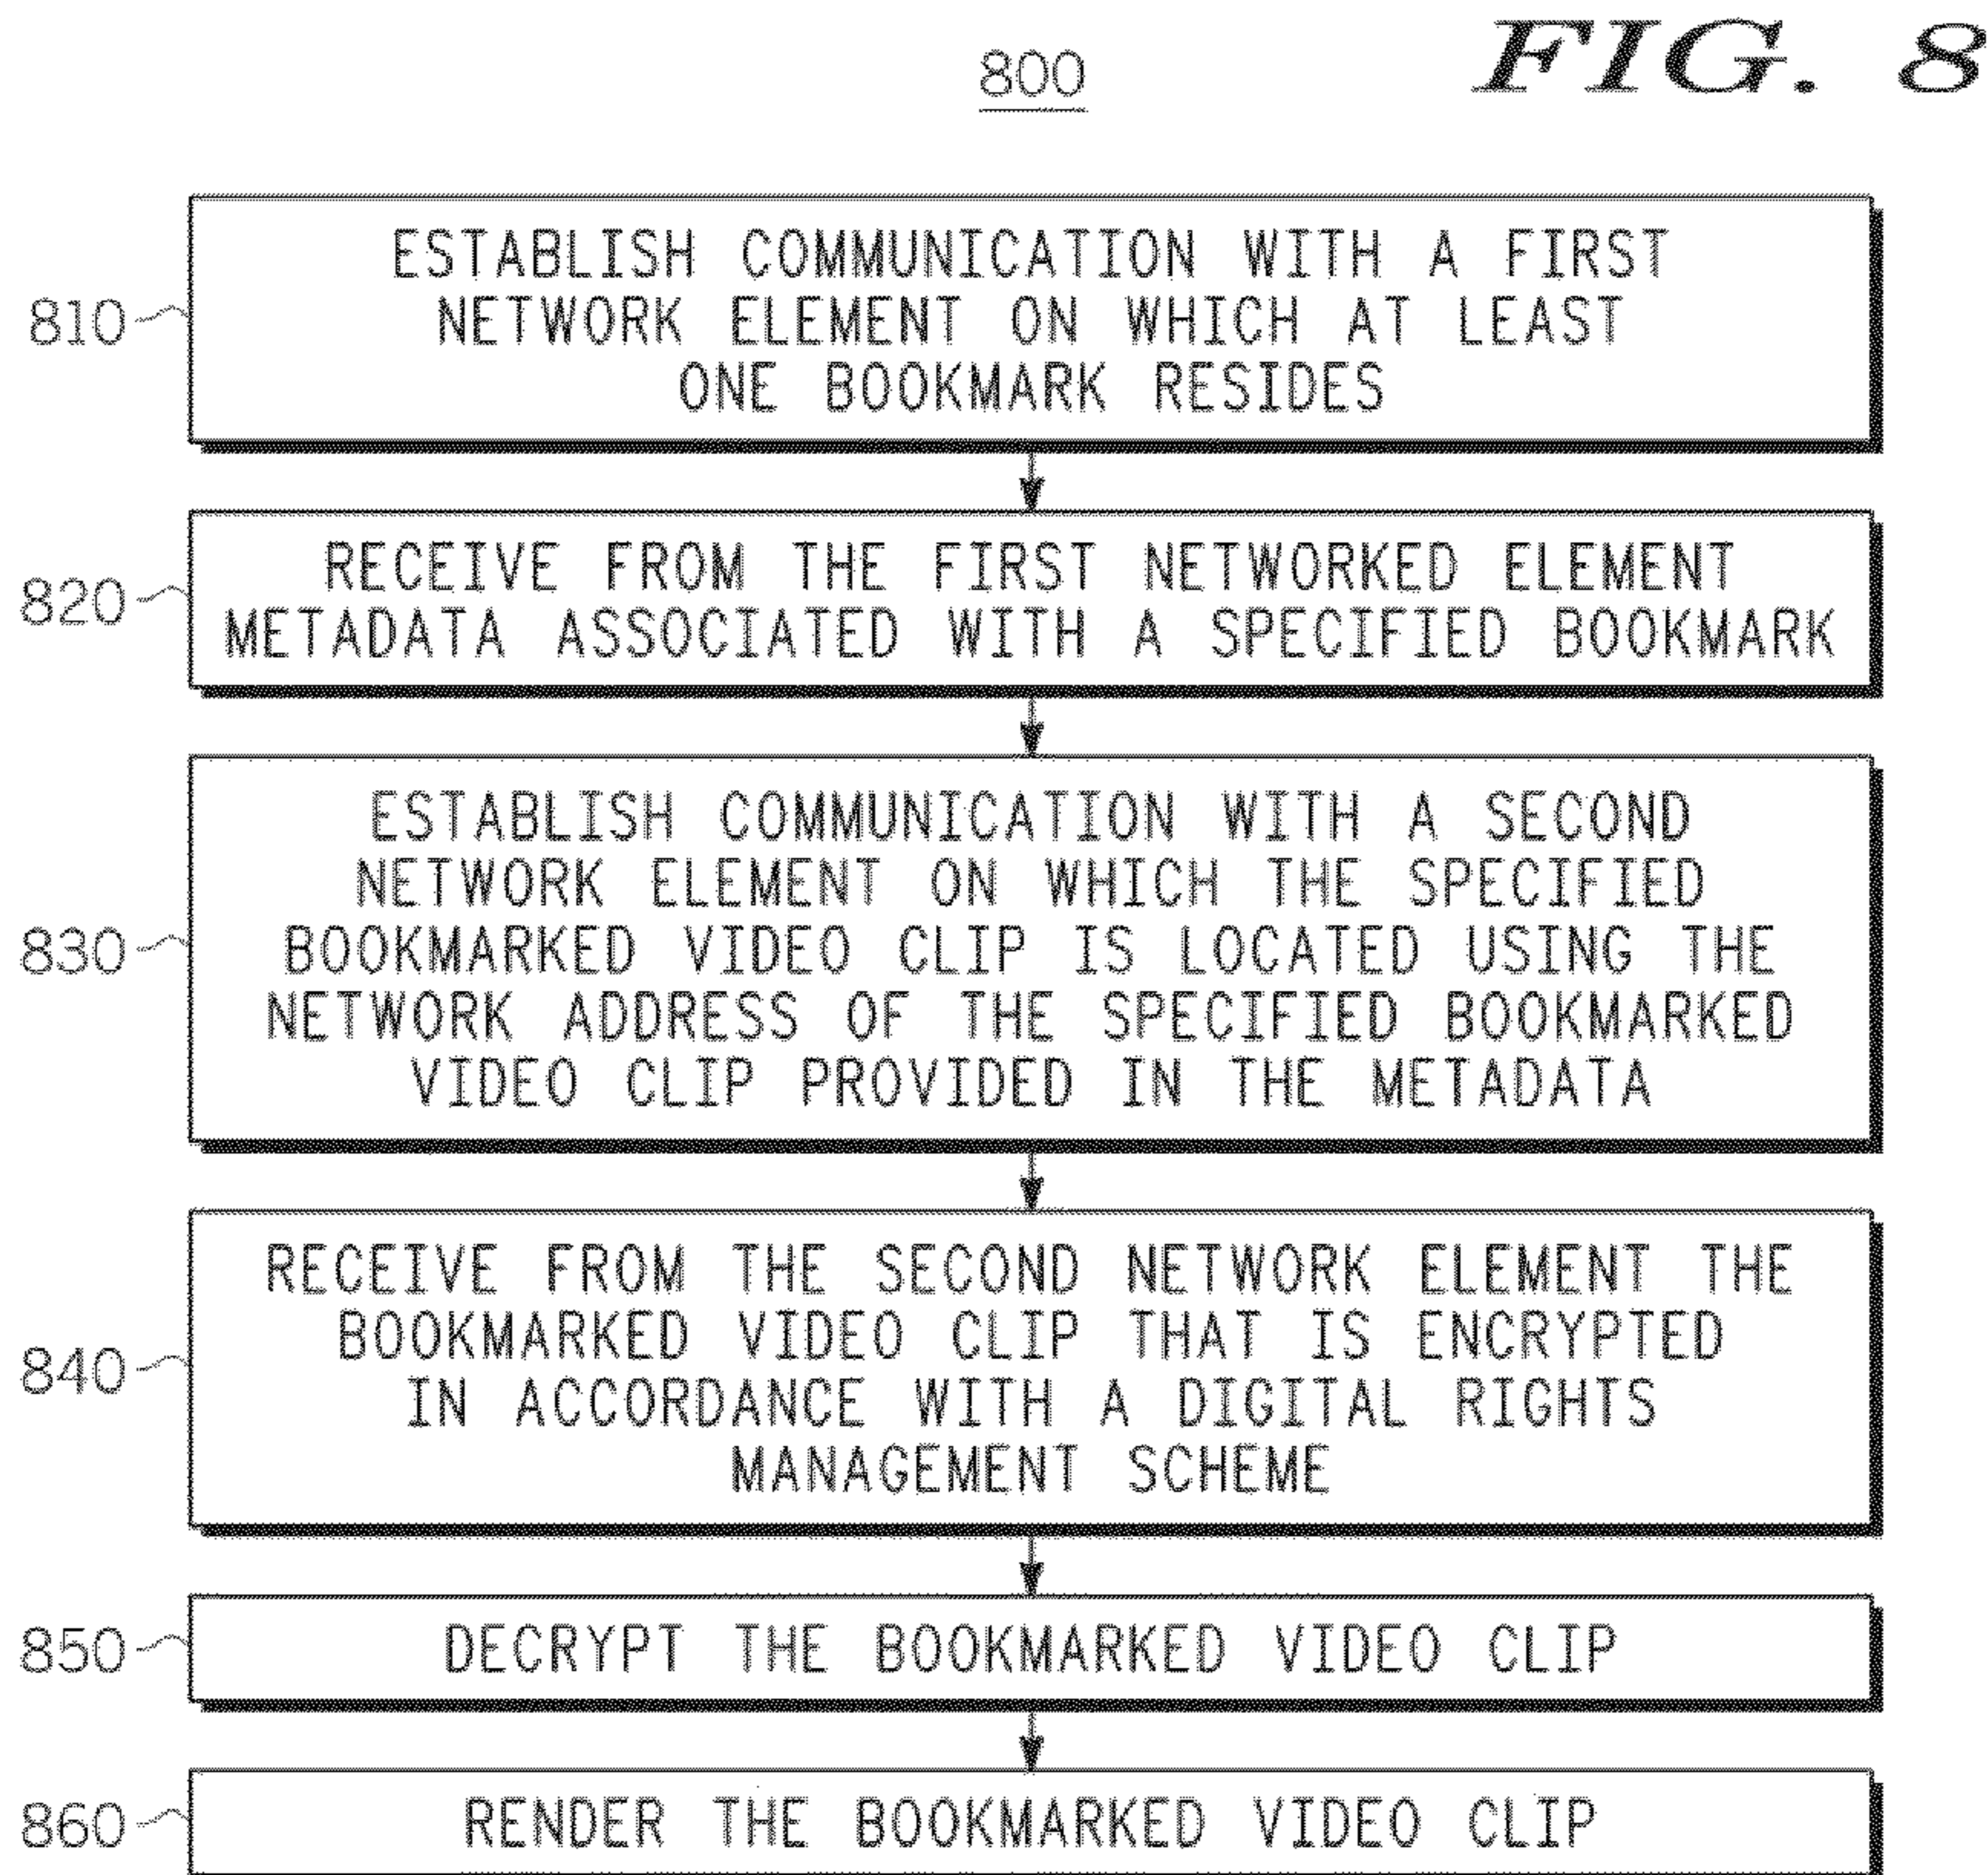 FIG. 8
800
810
ESTABLISH COMMUNICATION WITH A FIRST
NETWORK ELEMENT ON WHICH AT LEAST
ONE BOOKMARK RESIDES
820
RECEIVE FROM THE FIRST NETWORKED ELEMENT
METADATA ASSOCIATED WITH A SPECIFIED BOOKMARK
830
ESTABLISH COMMUNICATION WITH A SECOND
NETWORK ELEMENT ON WHICH THE SPECIFIED
BOOKMARKED VIDEO CLIP IS LOCATED USING THE
NETWORK ADDRESS OF THE SPECIFIED BOOKMARKED
VIDEO CLIP PROVIDED IN THE METADATA
840
RECEIVE FROM THE SECOND NETWORK ELEMENT THE
BOOKMARKED VIDEO CLIP THAT IS ENCRYPTED
IN ACCORDANCE WITH A DIGITAL RIGHTS
MANAGEMENT SCHEME
850
DECRYPT THE BOOKMARKED VIDEO CLIP
860
RENDER THE BOOKMARKED VIDEO CLIP